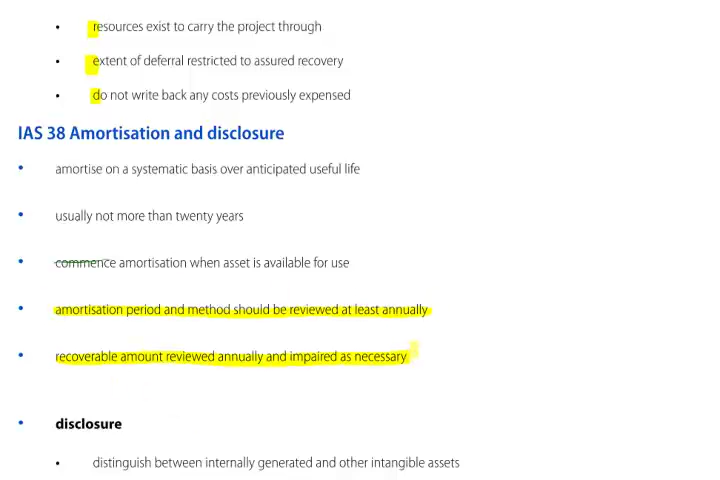 • resources exist to carry the project through
• extent of deferral restricted to assured recovery
• do not write back any costs previously expensed
IAS 38 Amortisation and disclosure
• amortise on a systematic basis over anticipated useful life
• usually not more than twenty years
• commence amortisation when asset is available for use
• amortisation period and method should be reviewed at least annually
• recoverable amount reviewed annually and impaired as necessary
• disclosure
• distinguish between internally generated and other intangible assets